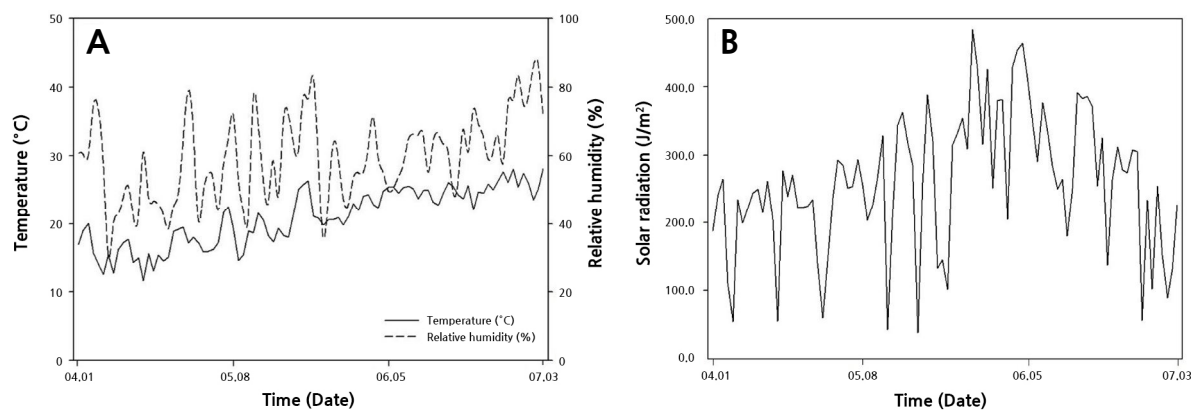 A
50
40
30
20
10
0
Temperature (°C)
100
80
60
40
20
0
Relative humidity (%)
Temperature (°C)
Relative humidity (%)
04.01 05.08 06.05 07.03
Time (Date)
B
500.0
400.0
300.0
200.0
100.0
0.0
Solar radiation (J/m²)
04.01 05.08 06.05 07.03
Time (Date)